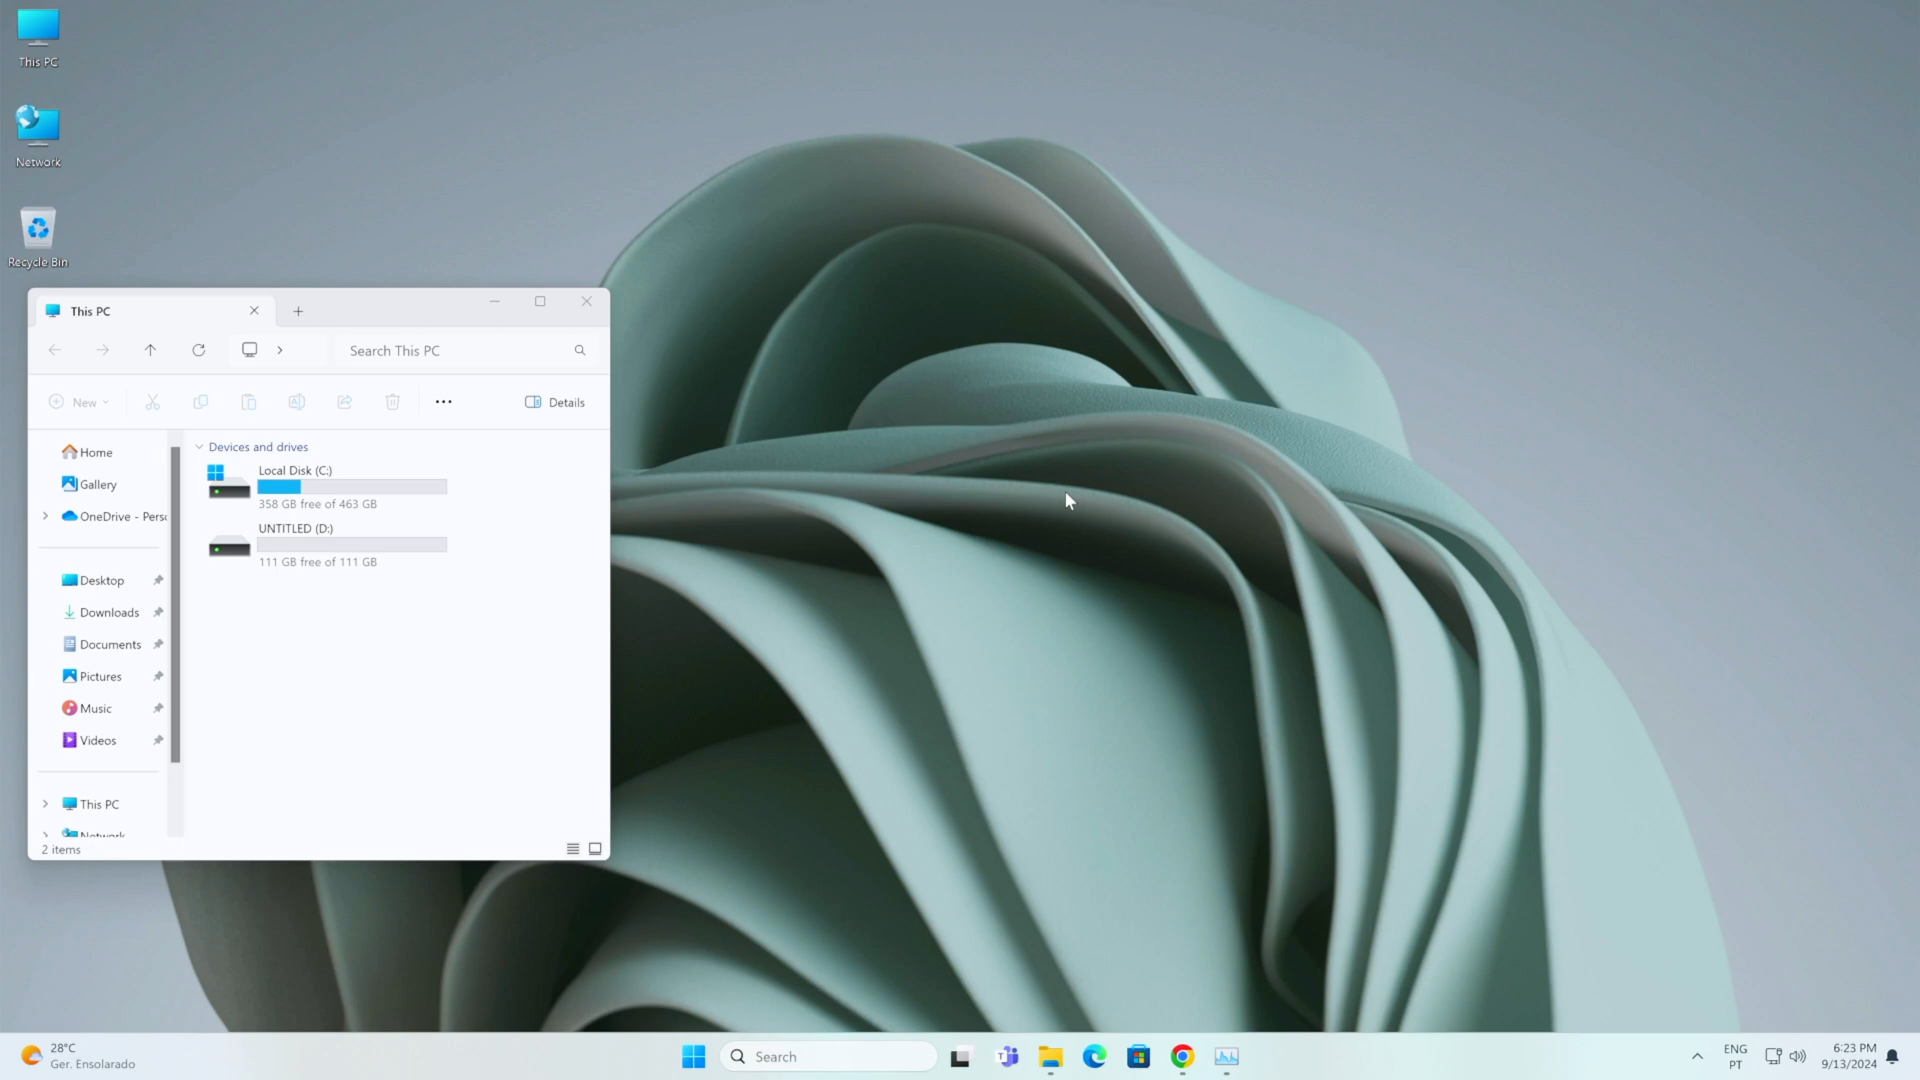 This PC
Network
Recycle Bin
This PC
Search This PC
New
Details
Home
Gallery
OneDrive - Perso
Desktop
Downloads
Documents
Pictures
Music
Videos
This PC
Network
Devices and drives
Local Disk (C:)
358 GB free of 463 GB
UNTITLED (D:)
111 GB free of 111 GB
2 items
28°C
Ger. Ensolarado
Search
ENG
PT
6:23 PM
9/13/2024